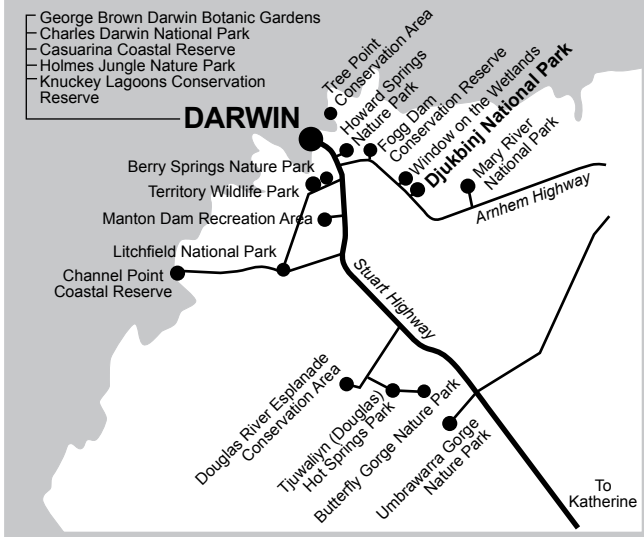 George Brown Darwin Botanic Gardens
Charles Darwin National Park
Casuarina Coastal Reserve
Holmes Jungle Nature Park
Knuckey Lagoons Conservation
Reserve
DARWIN
Tree Point
Conservation Area
Howard Springs
Nature Park
Fogg Dam
Conservation Reserve
Window on the Wetlands
Djukbinj National Park
Mary River
National Park
Arnhem Highway
Berry Springs Nature Park
Territory Wildlife Park
Manton Dam Recreation Area
Litchfield National Park
Channel Point
Coastal Reserve
Stuart Highway
Douglas River Esplanade
Conservation Area
Tjuwaliyn (Douglas)
Hot Springs Park
Butterfly Gorge Nature Park
Umbrawarra Gorge
Nature Park
To
Katherine